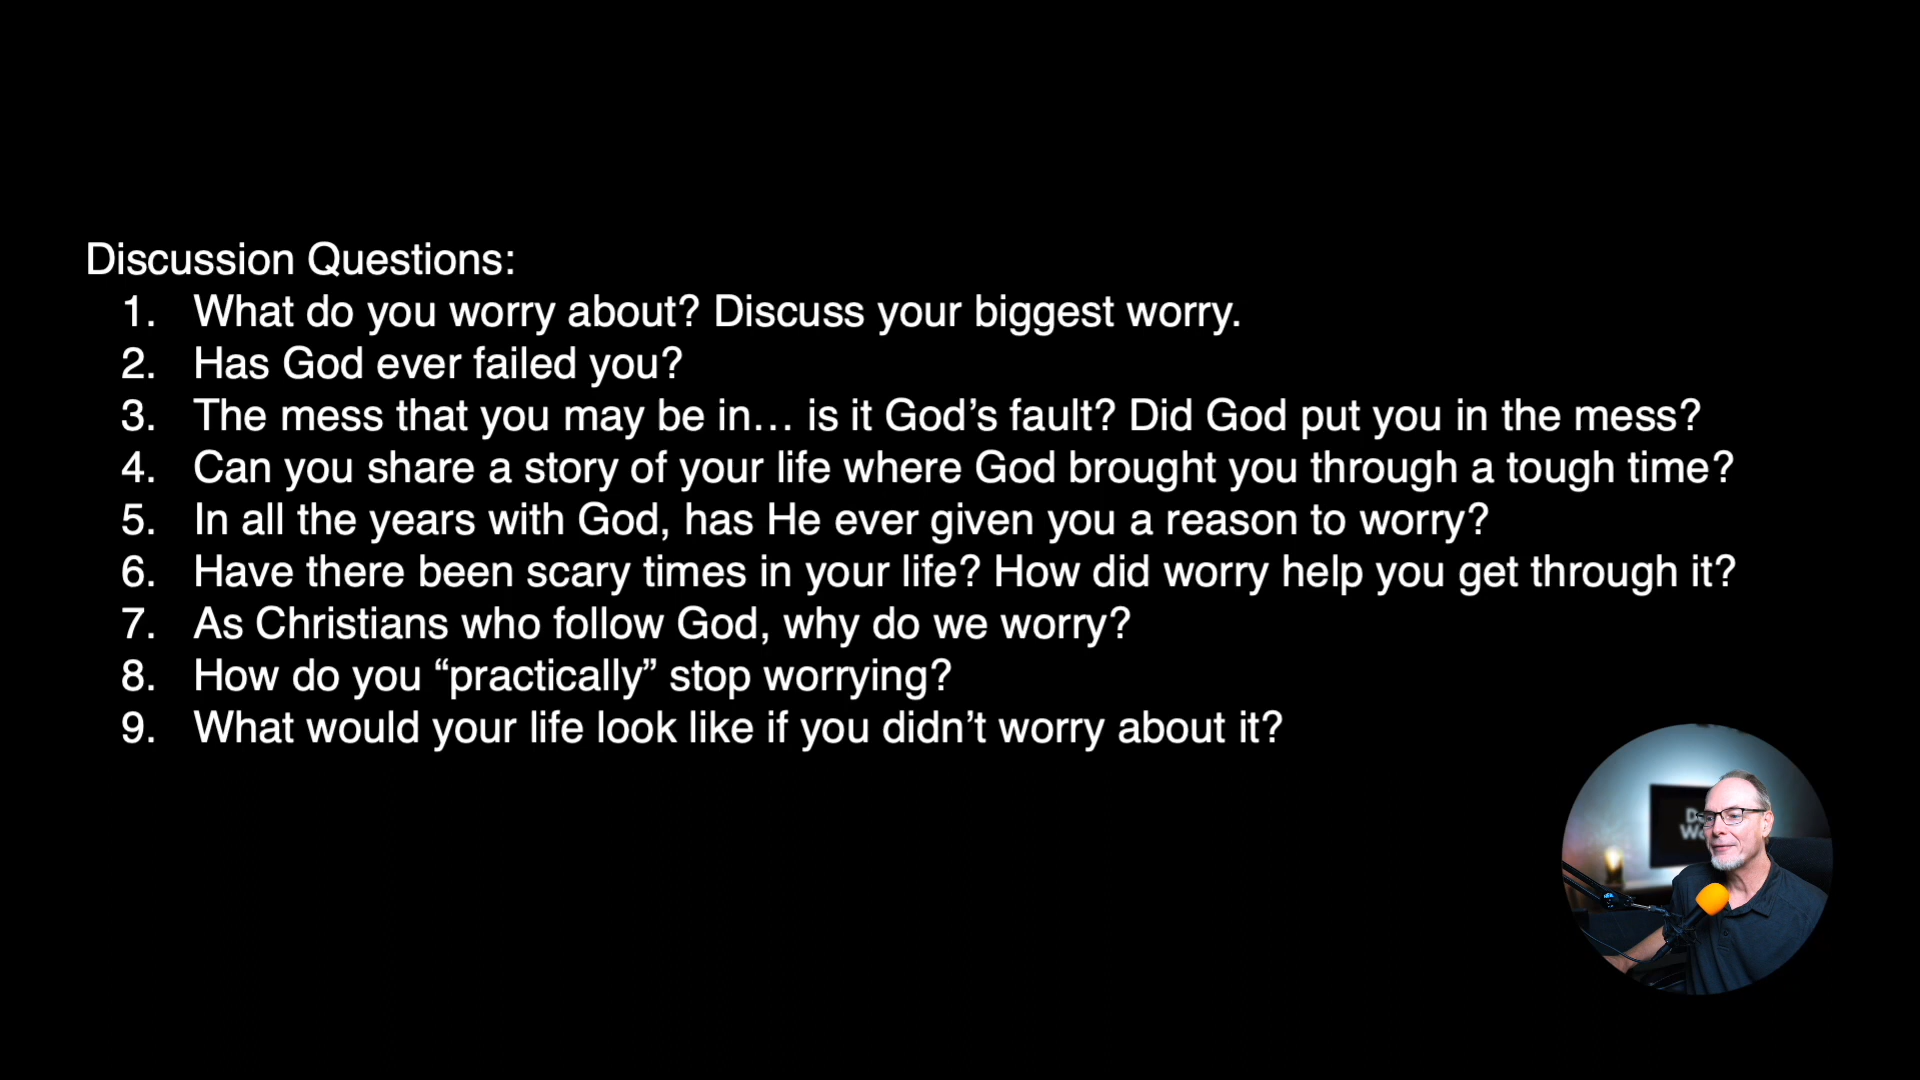 Discussion Questions:
1. What do you worry about? Discuss your biggest worry.
2. Has God ever failed you?
3. The mess that you may be in… is it God’s fault? Did God put you in the mess?
4. Can you share a story of your life where God brought you through a tough time?
5. In all the years with God, has He ever given you a reason to worry?
6. Have there been scary times in your life? How did worry help you get through it?
7. As Christians who follow God, why do we worry?
8. How do you “practically” stop worrying?
9. What would your life look like if you didn’t worry about it?